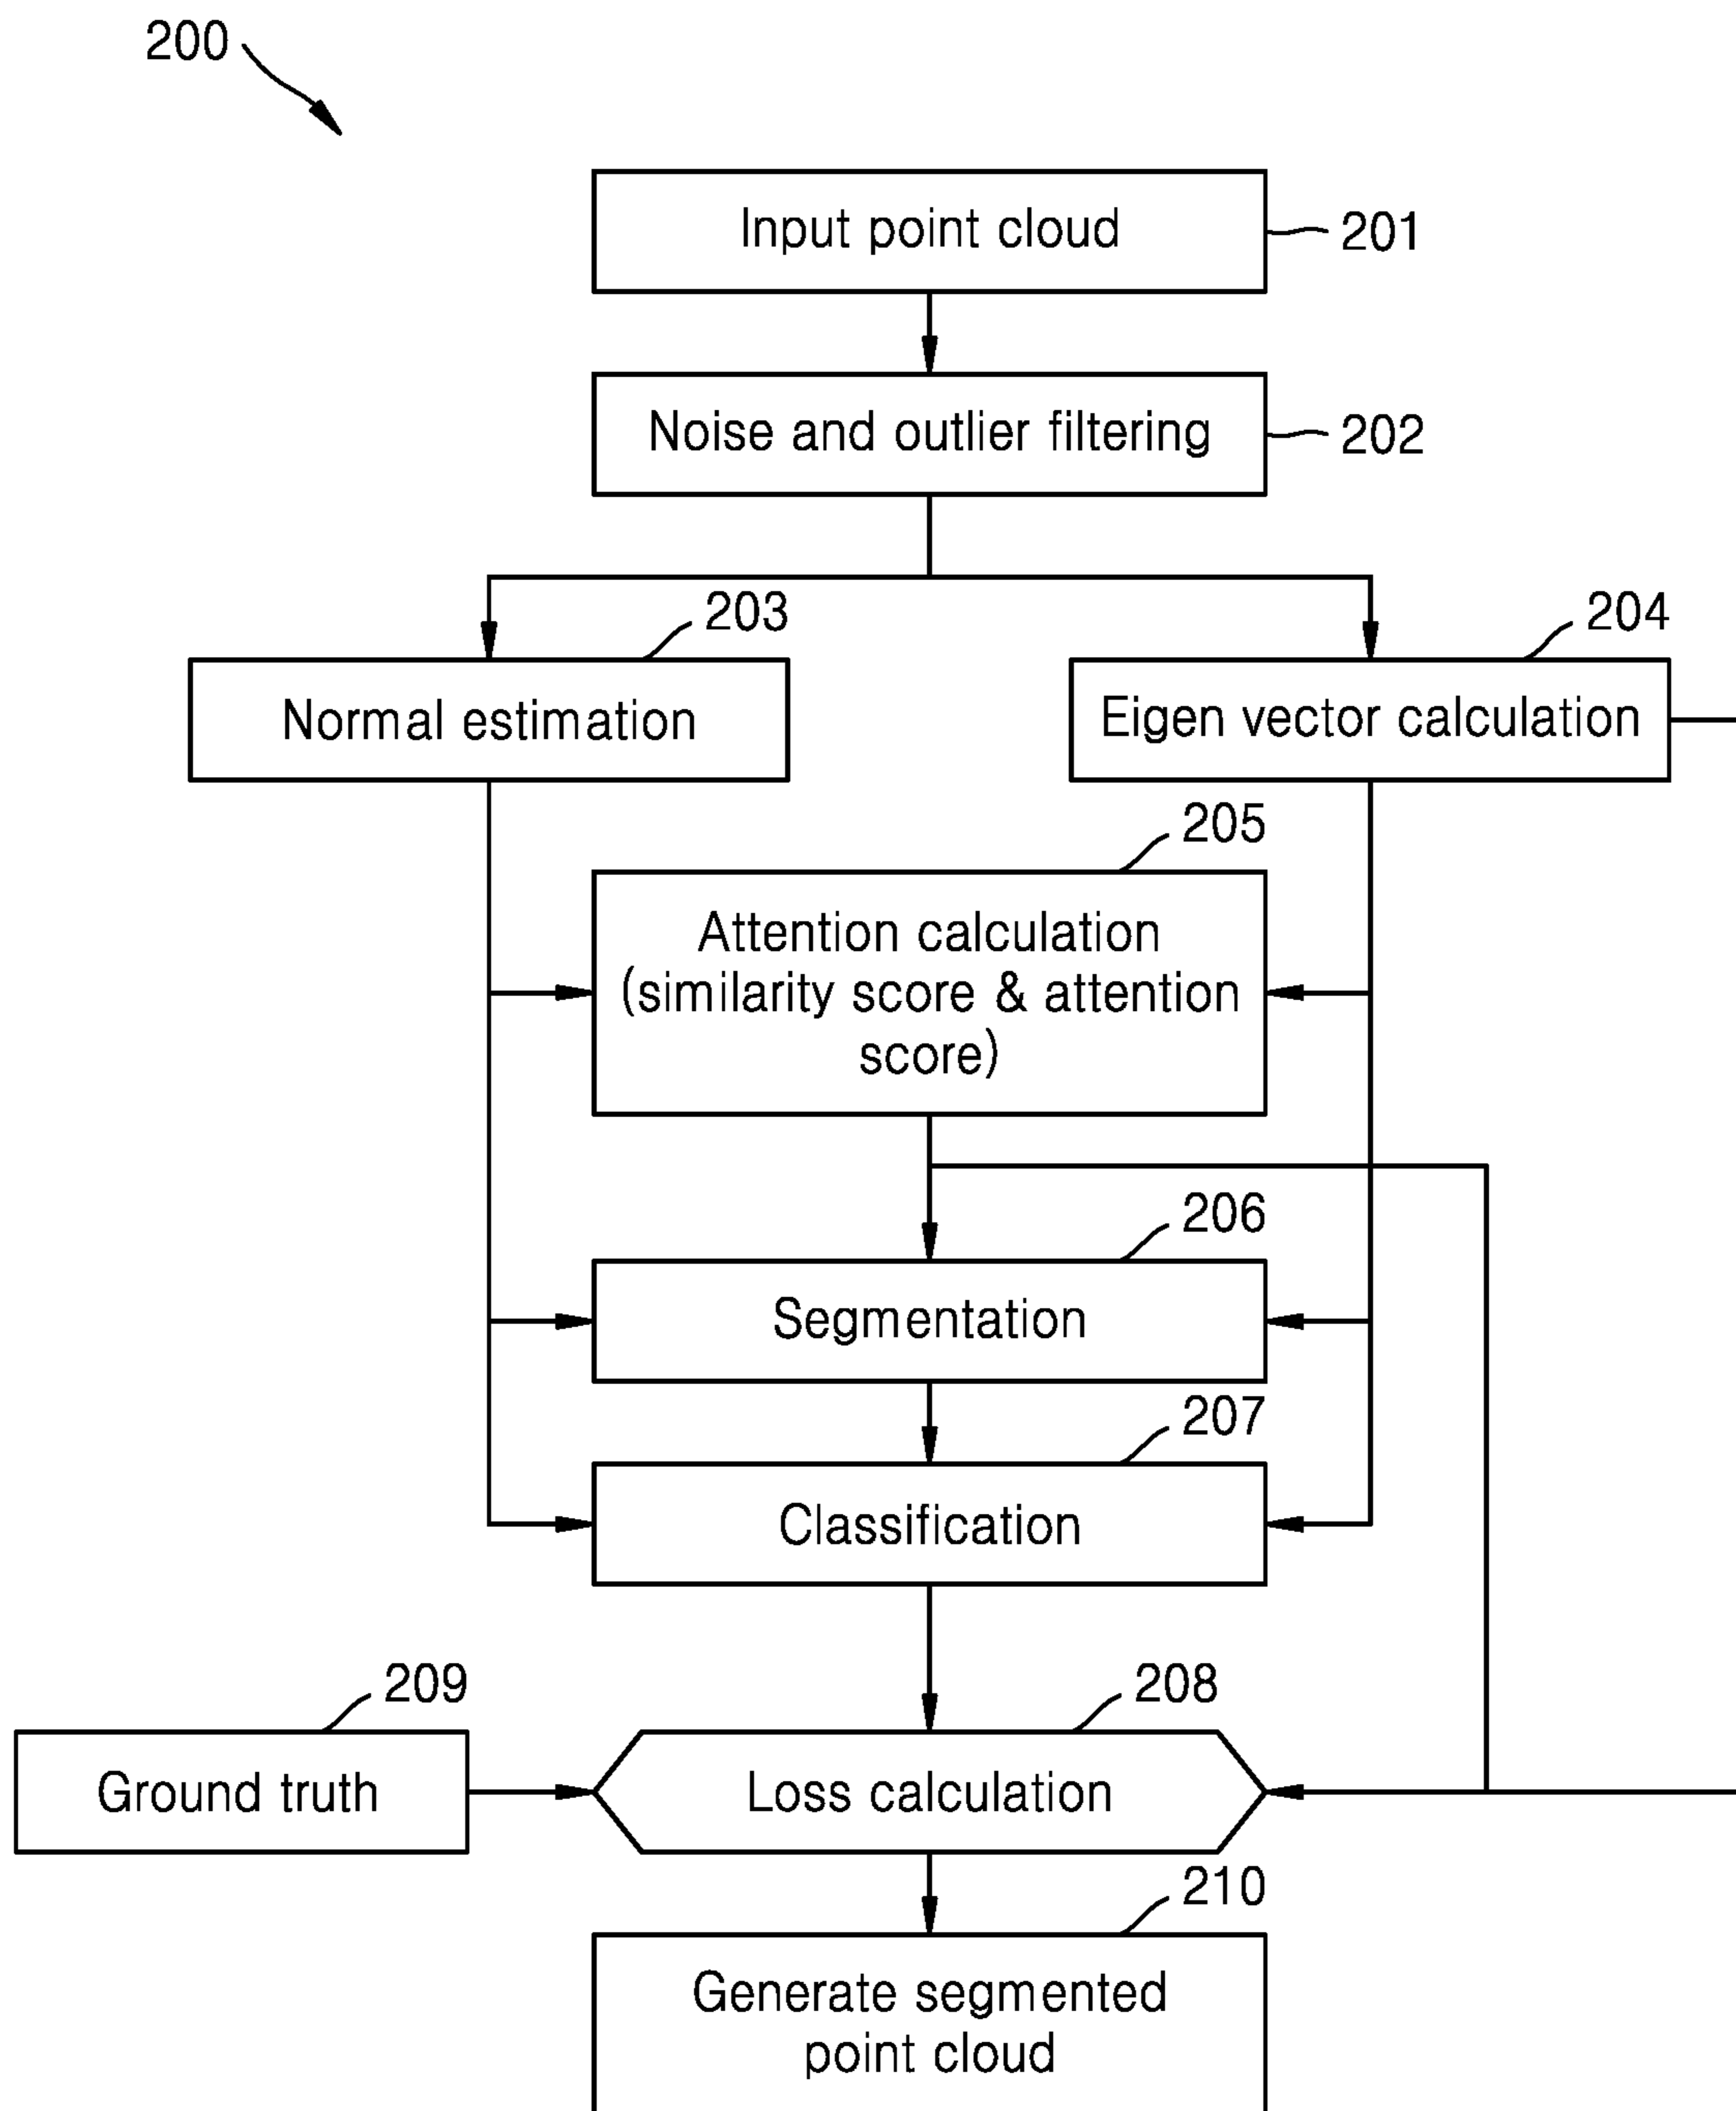 200
Input point cloud
201
Noise and outlier filtering
202
203
204
Normal estimation
Eigen vector calculation
205
Attention calculation
(similarity score & attention
score)
206
Segmentation
207
Classification
209
208
Ground truth
Loss calculation
210
Generate segmented
point cloud